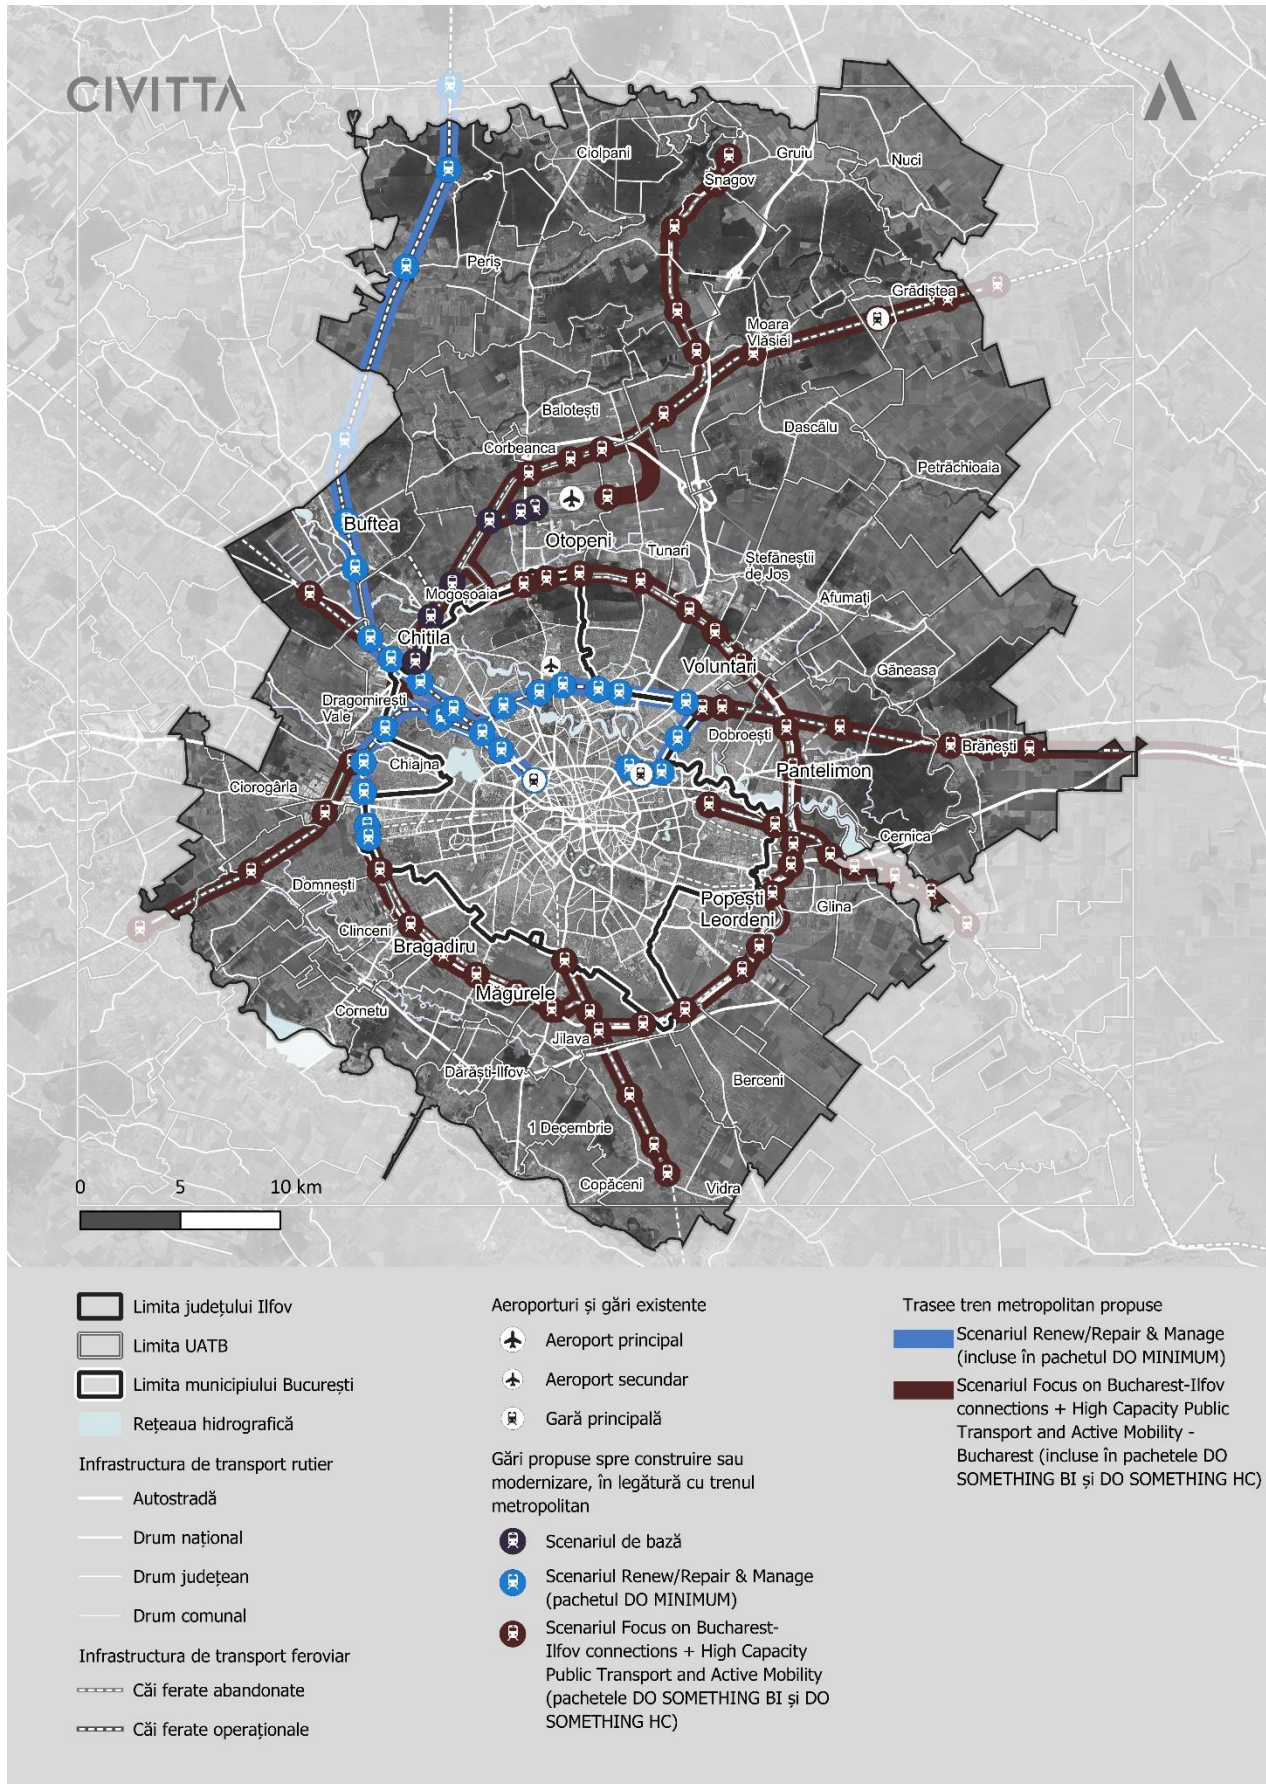 CIVITTA
Ciolpani
Gruiu
Nuci
Snagov
Periș
Grădiștea
Moara
Vlăsiei
Balotești
Dascălu
Corbeanca
Petrăchioaia
Buftea
Otopeni
Tunari
Ștefăneștii
de Jos
Mogoșoaia
Afumați
Chitila
Voluntari
Găneasa
Dragomirești
Vale
Dobroești
Brănești
Chiajna
Pantelimon
Ciorogârla
Cernica
Domnești
Popești
Leordeni
Glina
Clinceni
Bragadiru
Măgurele
Cornetu
Jilava
Dărăști-Ilfov
Berceni
1 Decembrie
Copăceni
Vidra
0 5 10 km
Limita județului Ilfov
Limita UATB
Limita municipiului București
Rețeaua hidrografică
Infrastructura de transport rutier
Autostradă
Drum național
Drum județean
Drum comunal
Infrastructura de transport feroviar
Căi ferate abandonate
Căi ferate operaționale
Aeroporturi și gări existente
Aeroport principal
Aeroport secundar
Gară principală
Gări propuse spre construire sau
modernizare, în legătură cu trenul
metropolitan
Scenariul de bază
Scenariul Renew/Repair & Manage
(pachetul DO MINIMUM)
Scenariul Focus on Bucharest-
Ilfov connections + High Capacity
Public Transport and Active Mobility
(pachetele DO SOMETHING BI și DO
SOMETHING HC)
Trasee tren metropolitan propuse
Scenariul Renew/Repair & Manage
(incluse în pachetul DO MINIMUM)
Scenariul Focus on Bucharest-Ilfov
connections + High Capacity Public
Transport and Active Mobility -
Bucharest (incluse în pachetele DO
SOMETHING BI și DO SOMETHING HC)